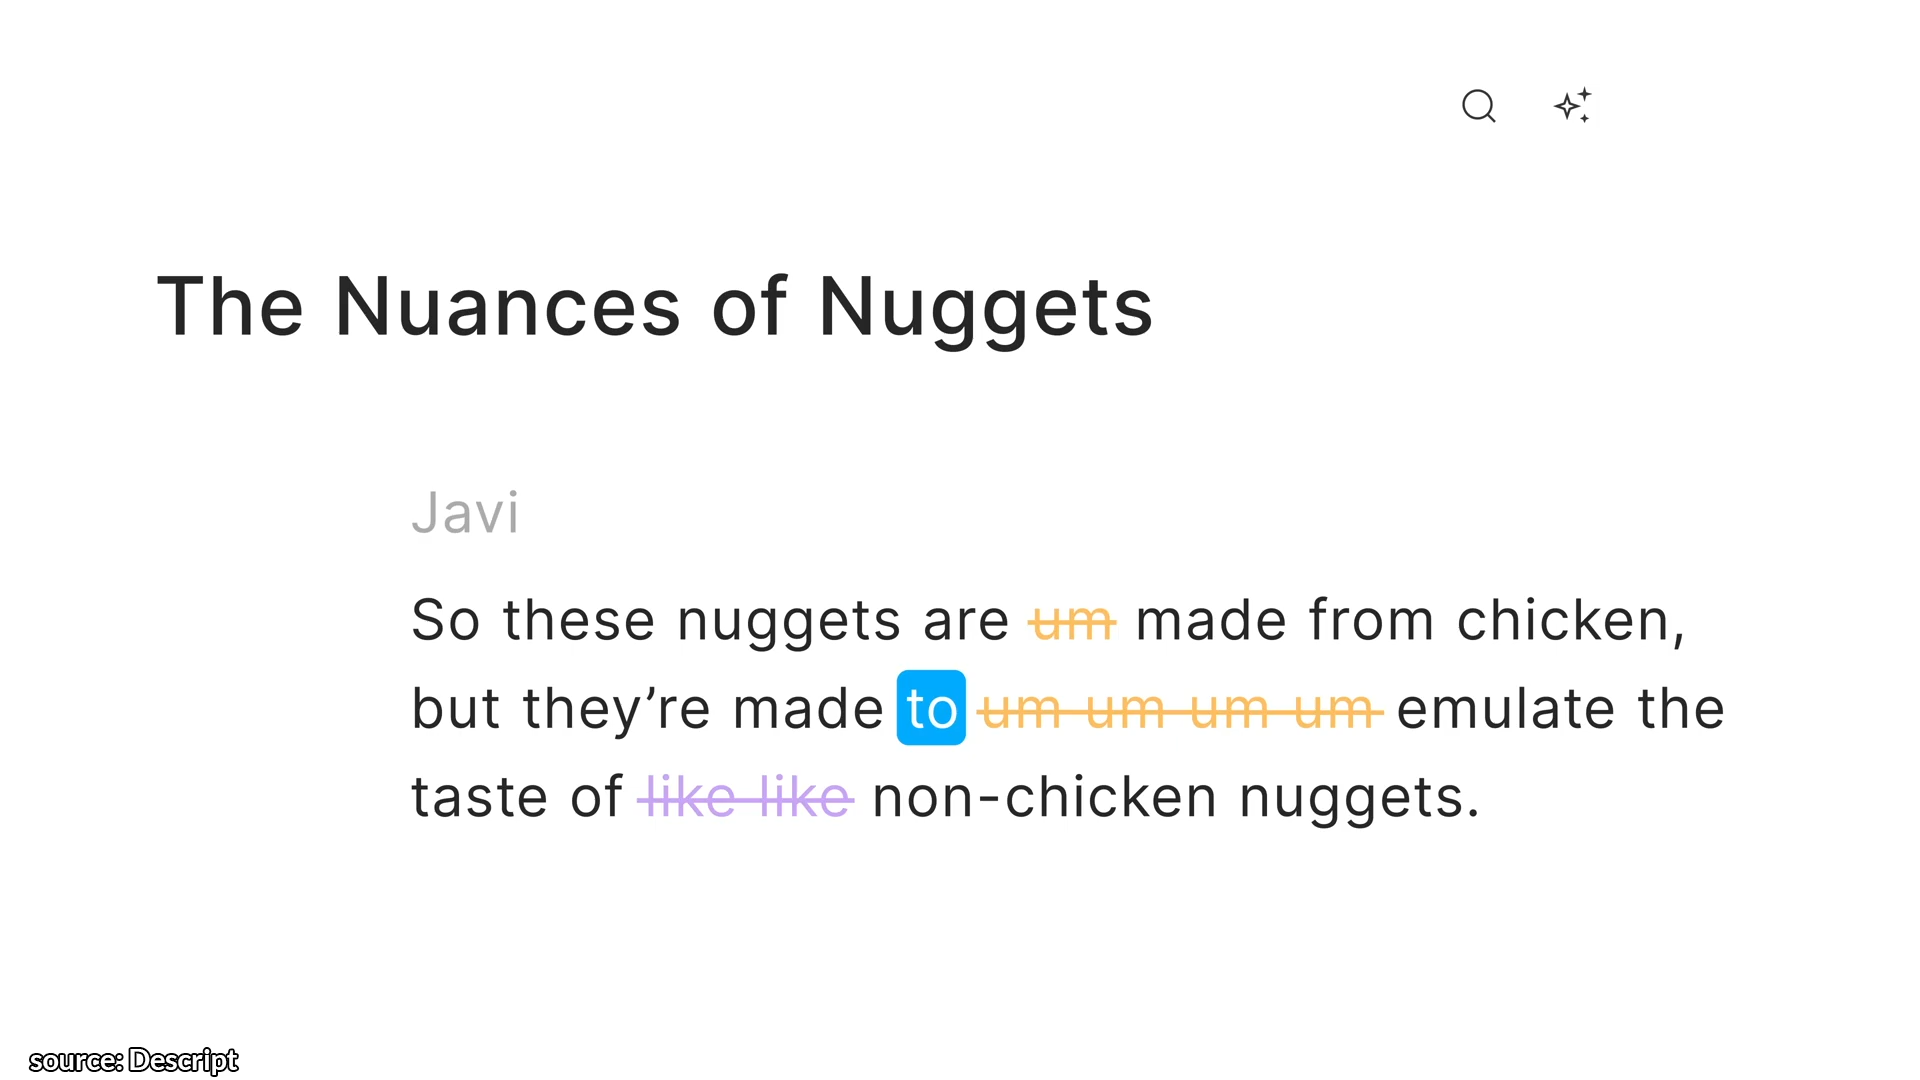 The Nuances of Nuggets
Javi
So these nuggets are um made from chicken,
but they’re made to um um um um emulate the
taste of like like non-chicken nuggets.
source: Descript